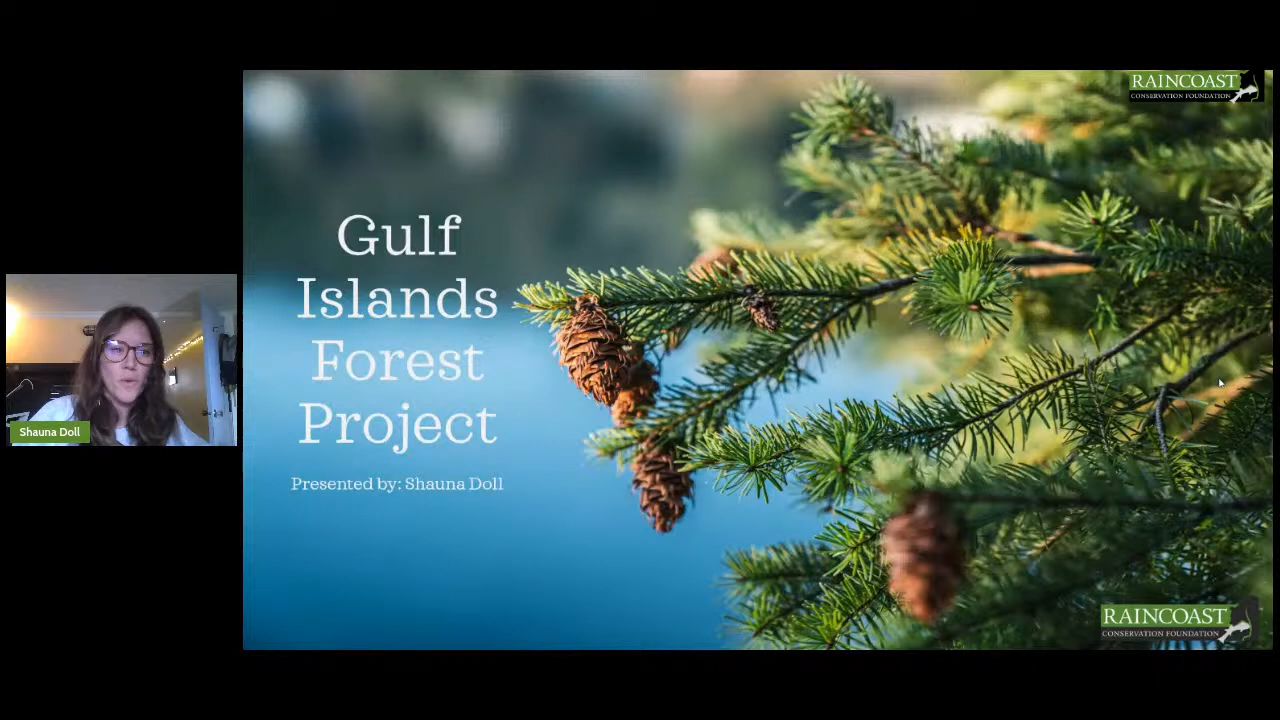 RAINCOAST
CONSERVATION FOUNDATION
Gulf
Islands
Forest
Project
Presented by: Shauna Doll
Shauna Doll
RAINCOAST
CONSERVATION FOUNDATION